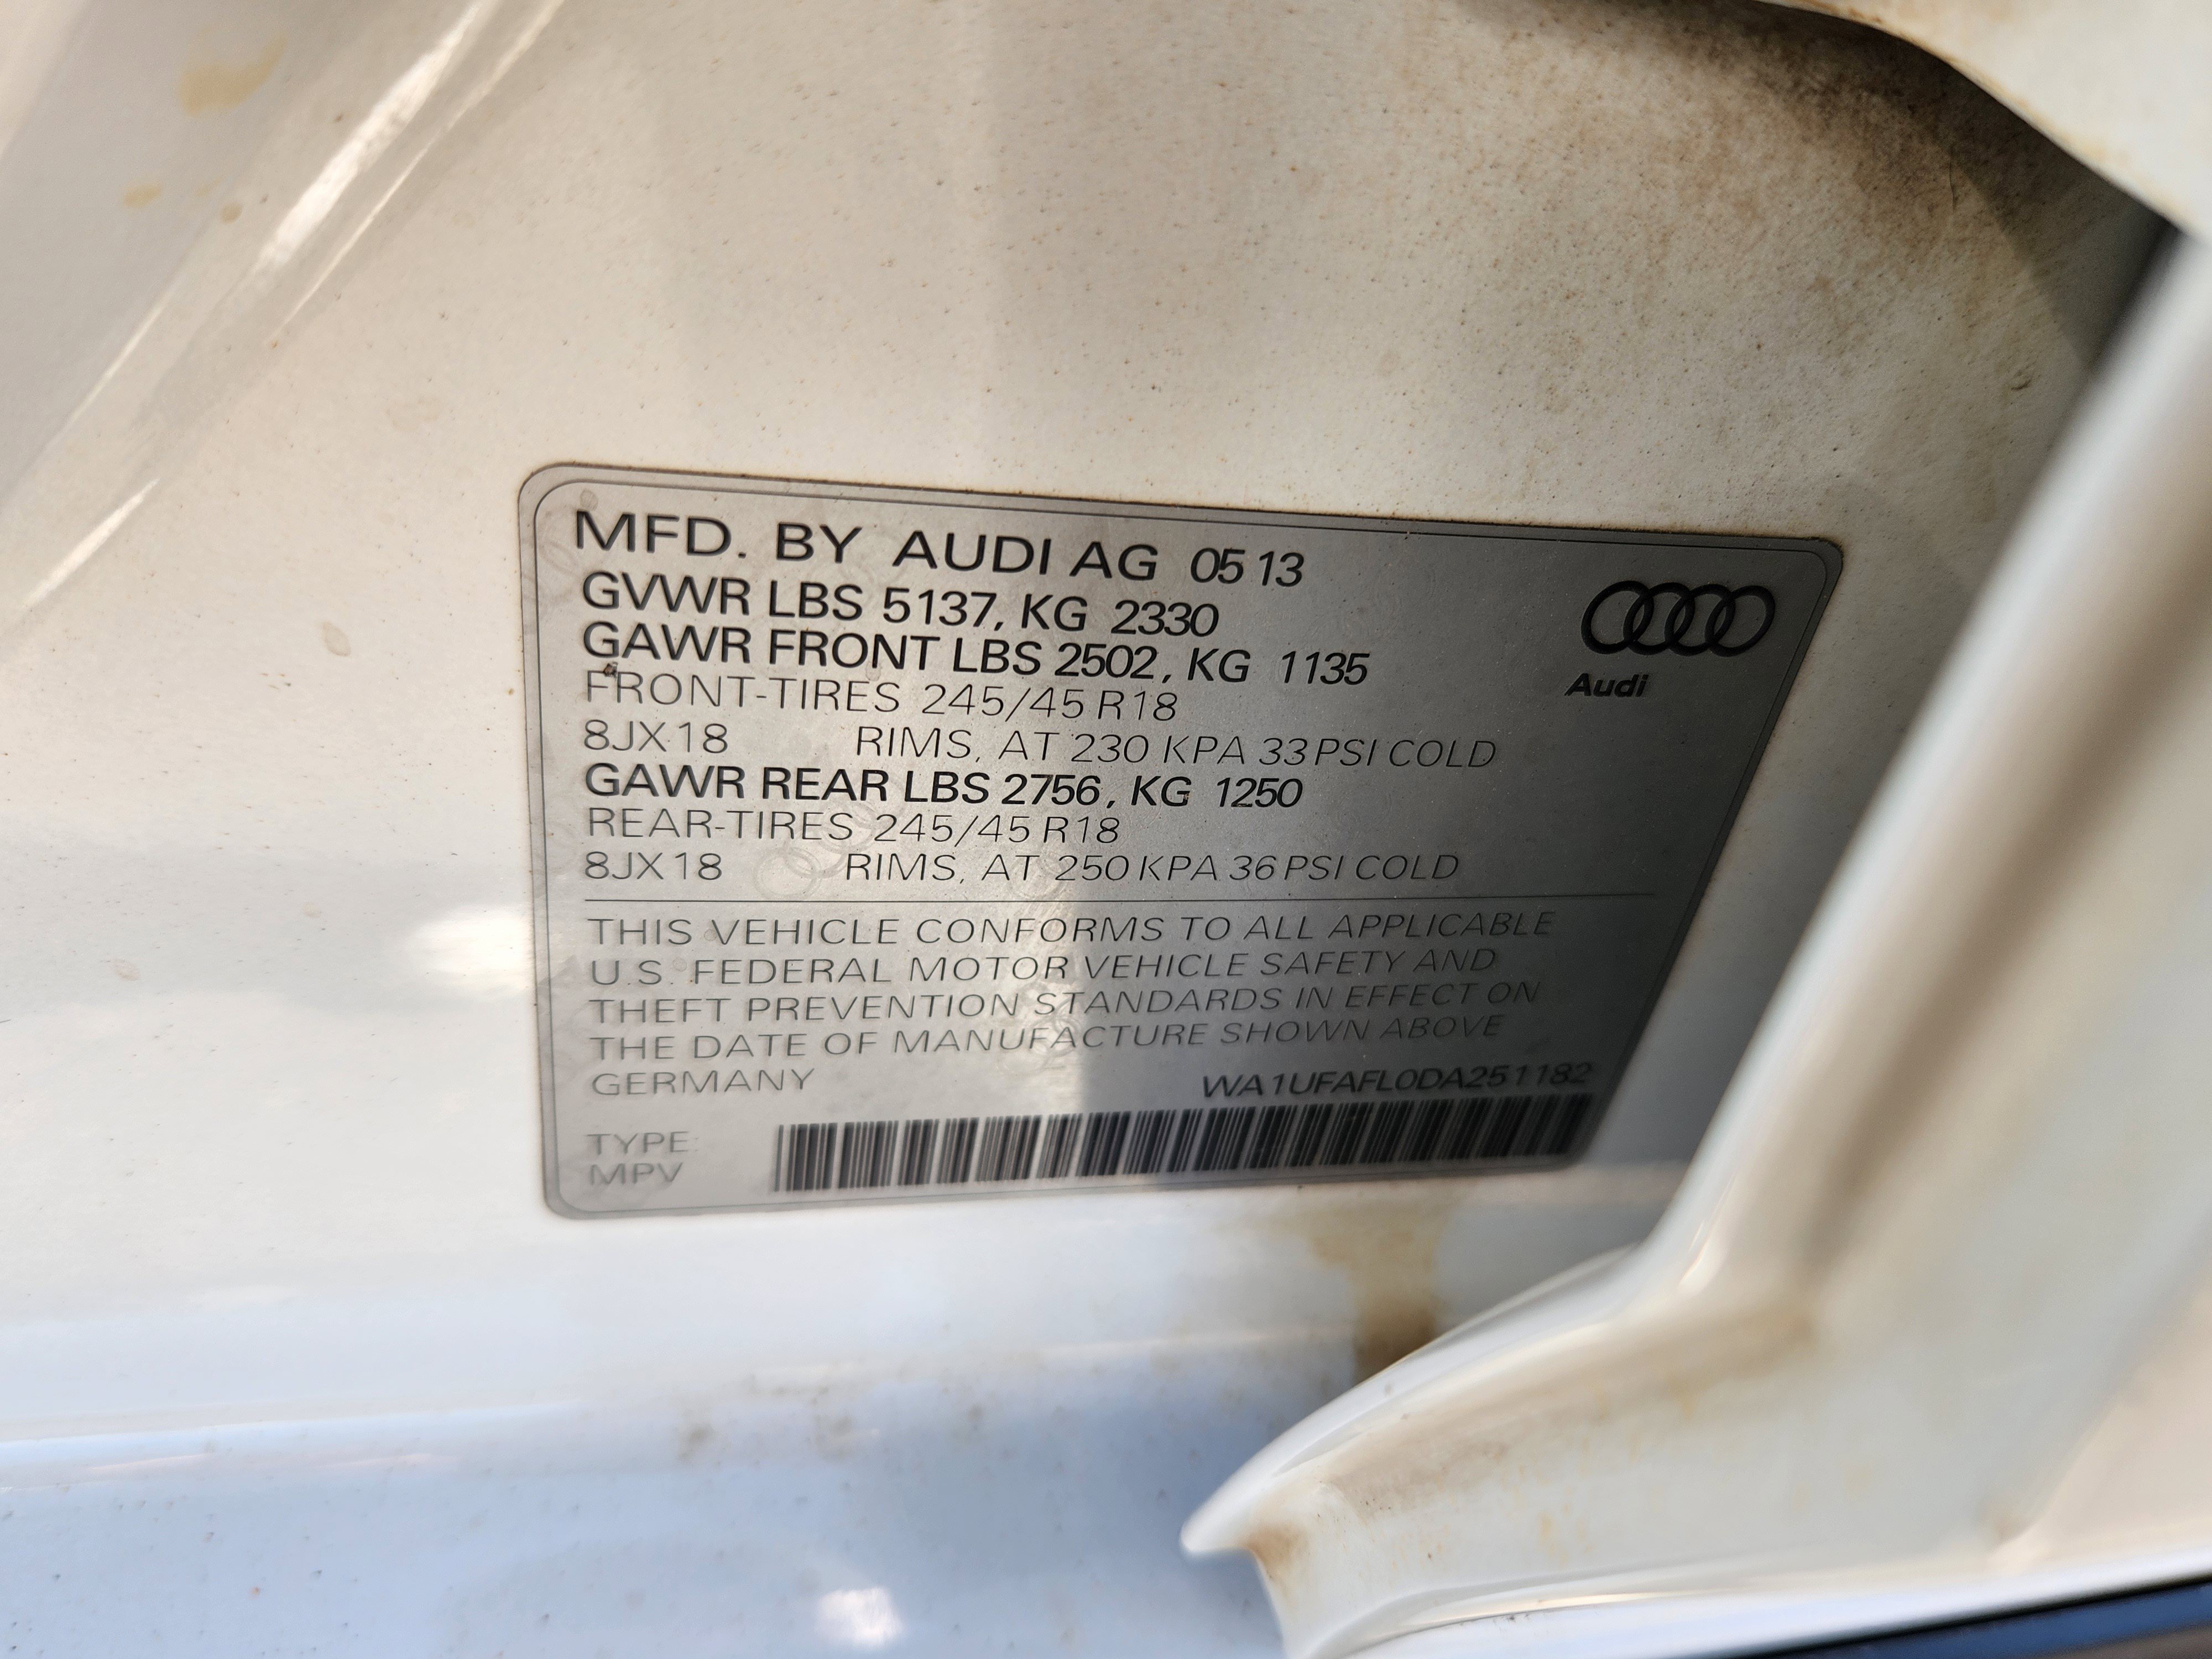 MFD. BY AUDI AG 05 13
GVWR LBS 5137, KG 2330
GAWR FRONT LBS 2502, KG 1135
FRONT-TIRES 245/45 R18
8JX18 RIMS, AT 230 KPA 33 PSI COLD
GAWR REAR LBS 2756, KG 1250
REAR-TIRES 245/45 R18
8JX18 RIMS, AT 250 KPA 36 PSI COLD
Audi
THIS VEHICLE CONFORMS TO ALL APPLICABLE
U.S. FEDERAL MOTOR VEHICLE SAFETY AND
THEFT PREVENTION STANDARDS IN EFFECT ON
THE DATE OF MANUFACTURE SHOWN ABOVE
GERMANY WA1UFAFL0DA251182
TYPE:
MPV